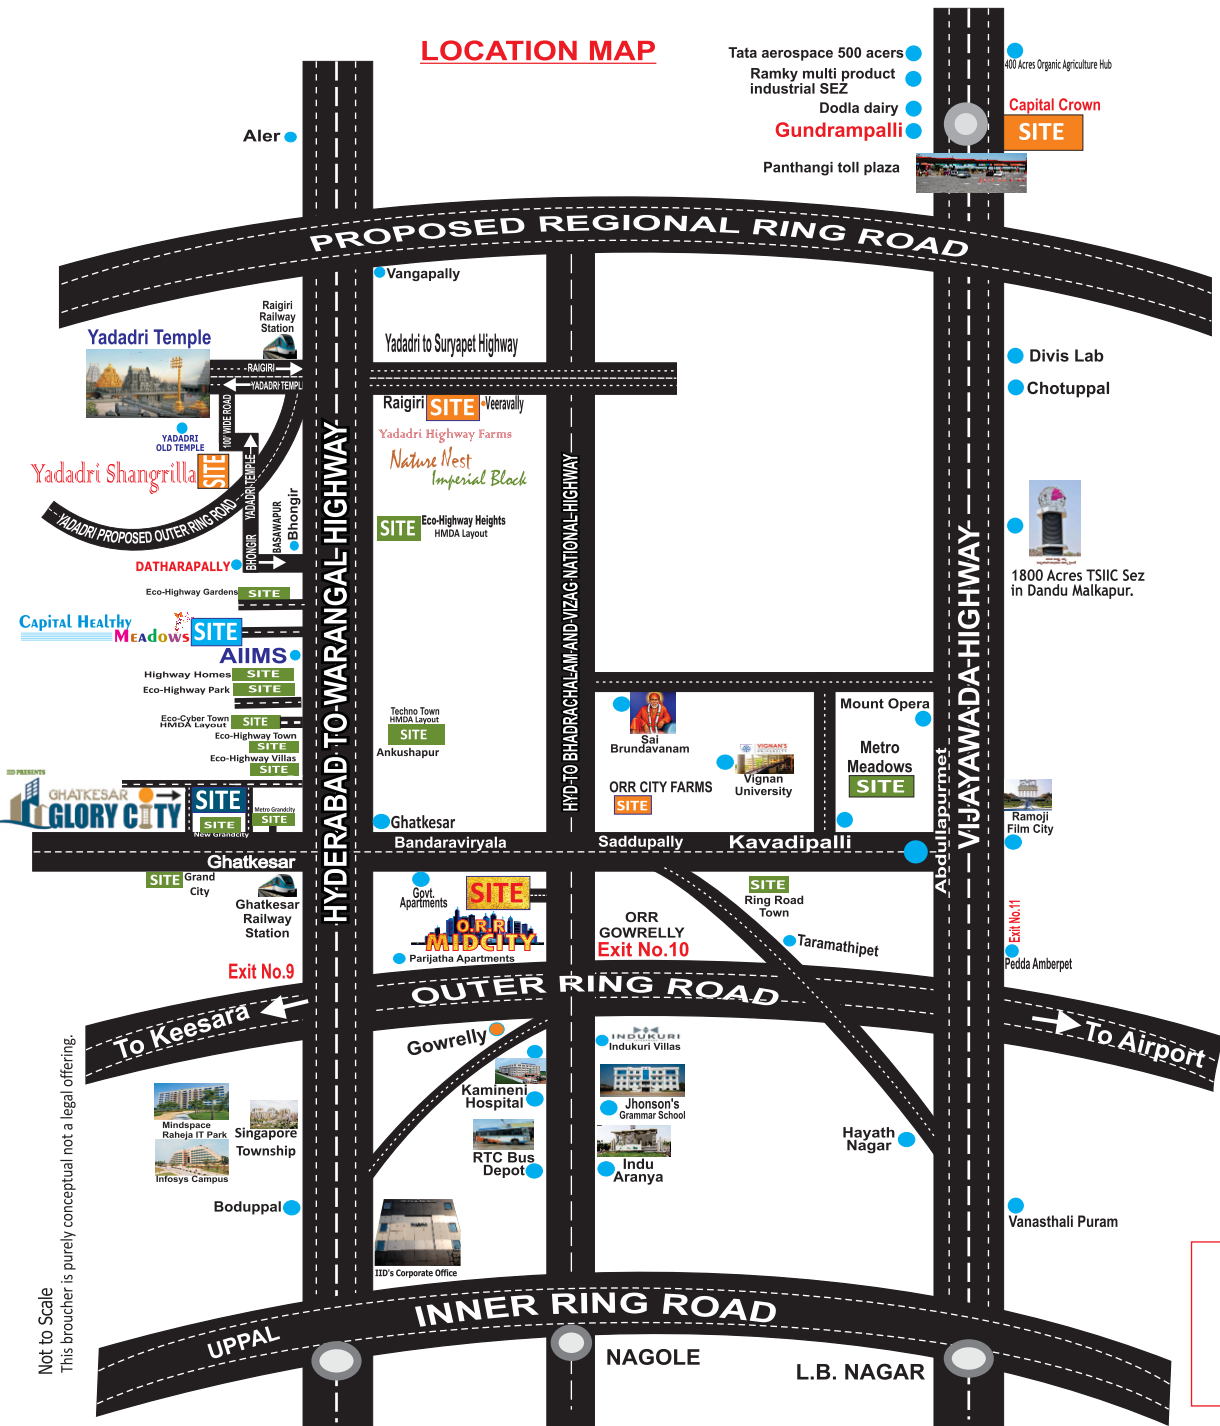 LOCATION MAP
Tata aerospace 500 acers
Ramky multi product
industrial SEZ
Dodla dairy
Gundrampalli
Panthangi toll plaza
400 Acres Organic Agriculture Hub
Capital Crown
SITE
Aler
PROPOSED REGIONAL RING ROAD
Vangapally
Raigiri
Railway
Station
Yadadri Temple
Yadadri to Suryapet Highway
RAIGIRI
YADADRI TEMPL
100' WIDE ROAD
YADADRI
OLD TEMPLE
Yadadri Shangrilla
SITE
YADADRI PROPOSED OUTER RING ROAD
BHONGIR
YADADRI-TEMPLE
BASAWAPUR
Bhongir
DATHARAPALLY
Raigiri
SITE
Veeravally
Yadadri Highway Farms
Nature Nest
Imperial Block
SITE
Eco-Highway Heights
HMDA Layout
Divis Lab
Chotuppal
1800 Acres TSIIC Sez
in Dandu Malkapur.
Eco-Highway Gardens
SITE
CAPITAL HEALTHY
MEADOWS
SITE
AIIMS
Highway Homes
SITE
Eco-Highway Park
SITE
Eco-Cyber Town
HMDA Layout
SITE
Eco-Highway Town
SITE
Eco-Highway Villas
SITE
IID PRESENTS
GHATKESAR
GLORY CITY
SITE
SITE
New Grandcity
Metro Grandcity
SITE
HYDERABAD TO WARANGAL HIGHWAY
HYD-TO BHADRACHALAM-AND-VIZAG-NATIONAL-HIGHWAY
VIJAYAWADA-HIGHWAY
Techno Town
HMDA Layout
SITE
Ankushapur
Sai
Brundavanam
ORR CITY FARMS
SITE
VIGNAN'S
UNIVERSITY
Vignan
University
Mount Opera
Metro
Meadows
SITE
Abdullapurmet
Ramoji
Film City
Ghatkesar
Bandaraviryala
Saddupally
Kavadipalli
Ghatkesar
SITE
Grand
City
Ghatkesar
Railway
Station
Govt.
Apartments
SITE
O.R.R
MIDCITY
Parijatha Apartments
ORR
GOWRELLY
Exit No.10
SITE
Ring Road
Town
Taramathipet
Exit No.11
Pedda Amberpet
Exit No.9
OUTER RING ROAD
To Keesara
To Airport
Gowrelly
INDUKURI
Indukuri Villas
Kamineni
Hospital
Jhonson's
Grammar School
RTC Bus
Depot
Indu
Aranya
Hayath
Nagar
Mindspace
Raheja IT Park
Singapore
Township
Infosys Campus
Boduppal
IID's Corporate Office
Vanasthali Puram
INNER RING ROAD
UPPAL
NAGOLE
L.B. NAGAR
Not to Scale
This broucher is purely conceptual not a legal offering.